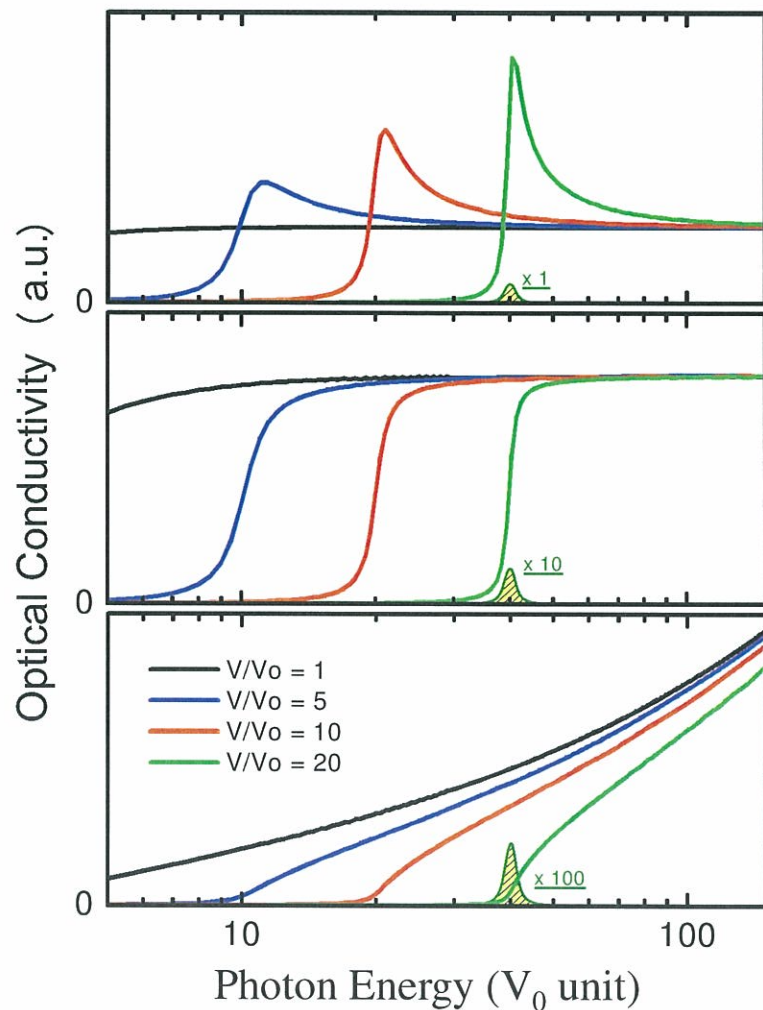 Optical Conductivity (a.u.)
0
x 1
0
x 10
V/Vo = 1
V/Vo = 5
V/Vo = 10
V/Vo = 20
x 100
0
10
100
Photon Energy (V0 unit)